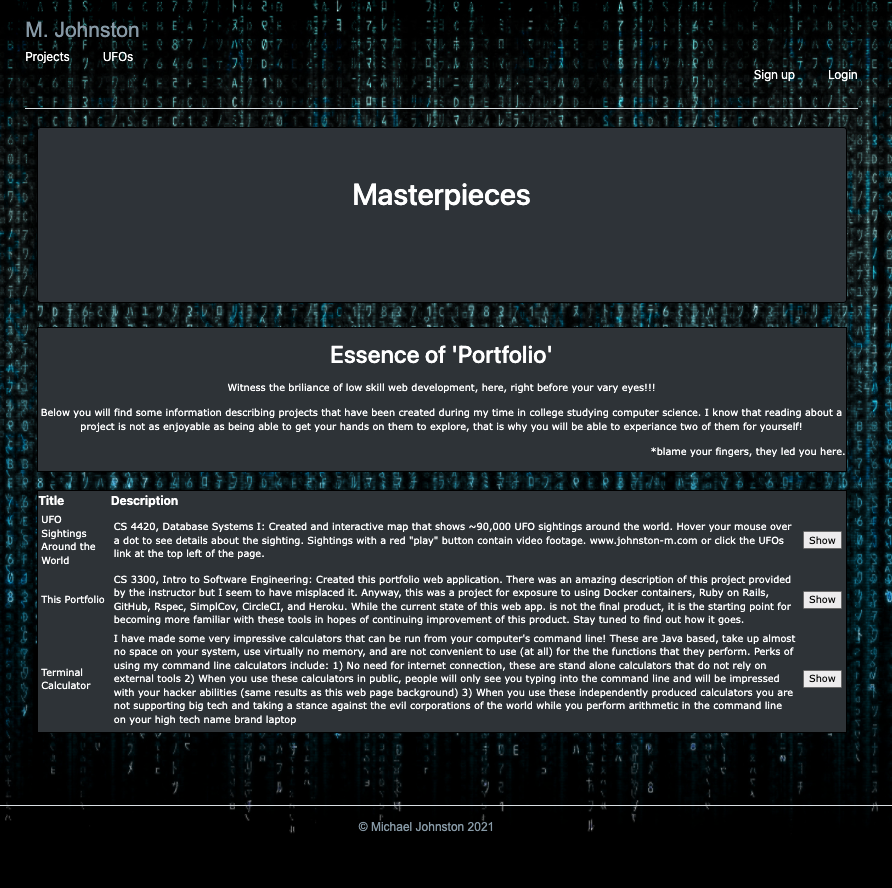 M. Johnston
Projects UFOs
Sign up Login
Masterpieces
Essence of 'Portfolio'
Witness the briliance of low skill web development, here, right before your vary eyes!!!
Below you will find some information describing projects that have been created during my time in college studying computer science. I know that reading about a
project is not as enjoyable as being able to get your hands on them to explore, that is why you will be able to experiance two of them for yourself!
*blame your fingers, they led you here.
Title Description
UFO
Sightings
Around the
World
CS 4420, Database Systems I: Created and interactive map that shows ~90,000 UFO sightings around the world. Hover your mouse over
a dot to see details about the sighting. Sightings with a red "play" button contain video footage. www.johnston-m.com or click the UFOs
link at the top left of the page.
Show
This Portfolio
CS 3300, Intro to Software Engineering: Created this portfolio web application. There was an amazing description of this project provided
by the instructor but I seem to have misplaced it. Anyway, this was a project for exposure to using Docker containers, Ruby on Rails,
GitHub, Rspec, SimplCov, CircleCI, and Heroku. While the current state of this web app. is not the final product, it is the starting point for
becoming more familiar with these tools in hopes of continuing improvement of this product. Stay tuned to find out how it goes.
Show
Terminal
Calculator
I have made some very impressive calculators that can be run from your computer's command line! These are Java based, take up almost
no space on your system, use virtually no memory, and are not convenient to use (at all) for the the functions that they perform. Perks of
using my command line calculators include: 1) No need for internet connection, these are stand alone calculators that do not rely on
external tools 2) When you use these calculators in public, people will only see you typing into the command line and will be impressed
with your hacker abilities (same results as this web page background) 3) When you use these independently produced calculators you are
not supporting big tech and taking a stance against the evil corporations of the world while you perform arithmetic in the command line
on your high tech name brand laptop
Show
© Michael Johnston 2021